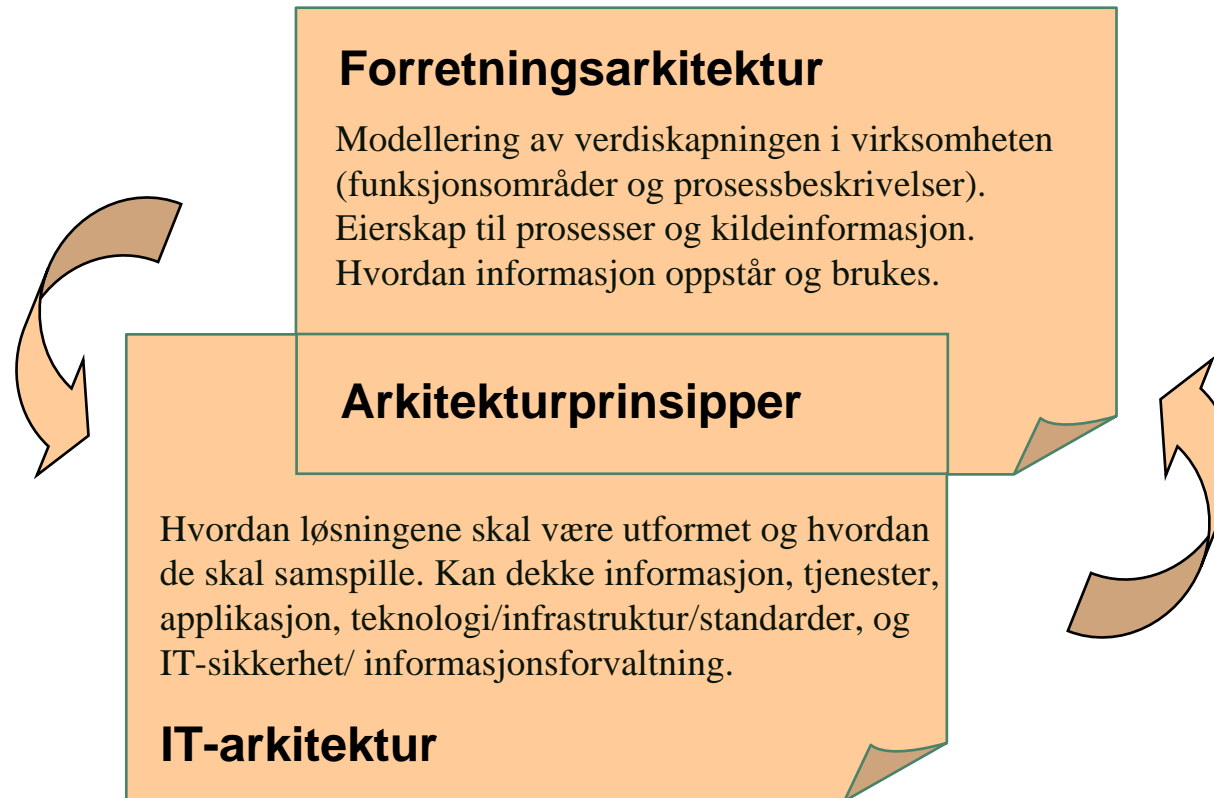 Forretningsarkitektur
Modellering av verdiskapningen i virksomheten
(funksjonsområder og prosessbeskrivelser).
Eierskap til prosesser og kildeinformasjon.
Hvordan informasjon oppstår og brukes.
Arkitekturprinsipper
Hvordan løsningene skal være utformet og hvordan
de skal samspille. Kan dekke informasjon, tjenester,
applikasjon, teknologi/infrastruktur/standarder, og
IT-sikkerhet/ informasjonsforvaltning.
IT-arkitektur